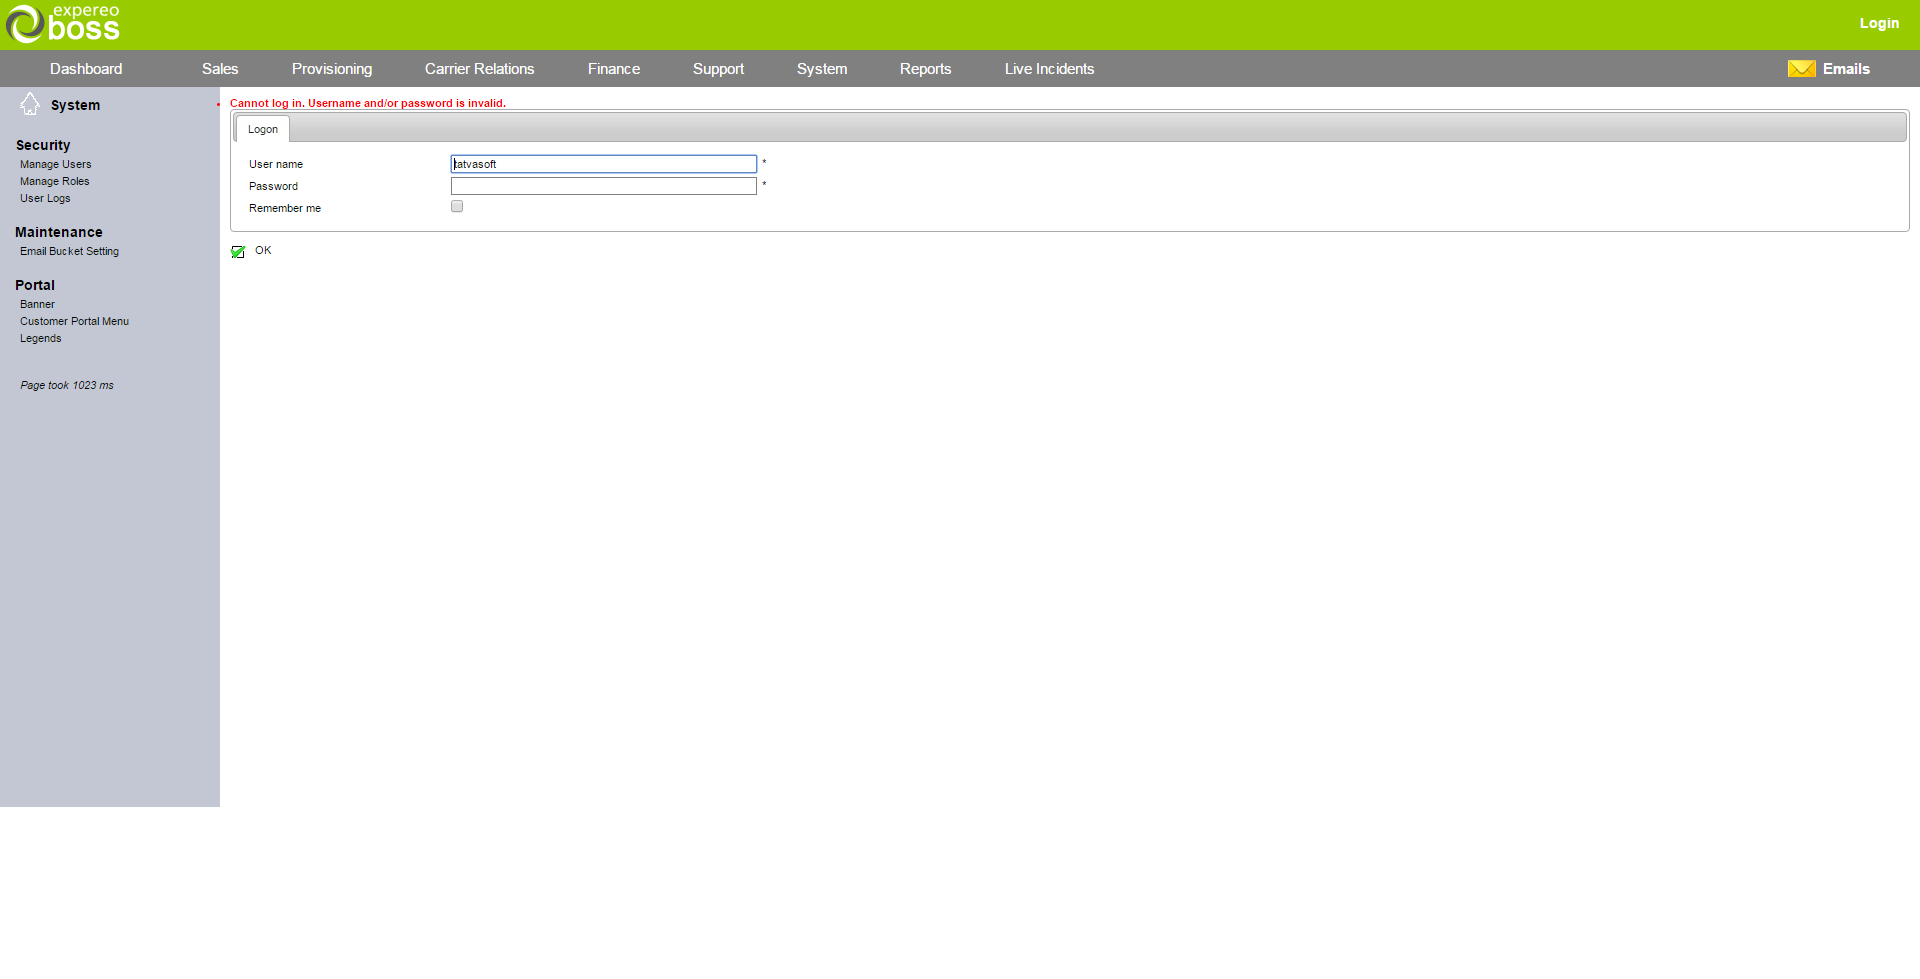 expereo
boss
Login
Dashboard Sales Provisioning Carrier Relations Finance Support System Reports Live Incidents Emails
System
Security
Manage Users
Manage Roles
User Logs
Maintenance
Email Bucket Setting
Portal
Banner
Customer Portal Menu
Legends
Page took 1023 ms
Cannot log in. Username and/or password is invalid.
Logon
User name tatvasoft *
Password *
Remember me
OK